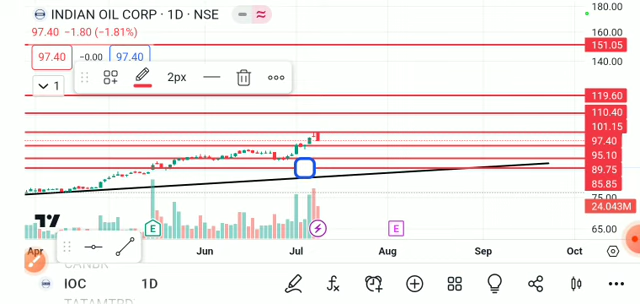 INDIAN OIL CORP · 1D · NSE
97.40 −1.80 (−1.81%)
97.40 −0.00 97.40
1
2px
180.00
160.00
151.05
140.00
119.60
110.40
101.15
97.40
95.10
89.75
85.85
75.00
24.043M
65.00
E
E
Apr Jun Jul Aug Sep Oct
CANBK
IOC 1D
TATAMTRD